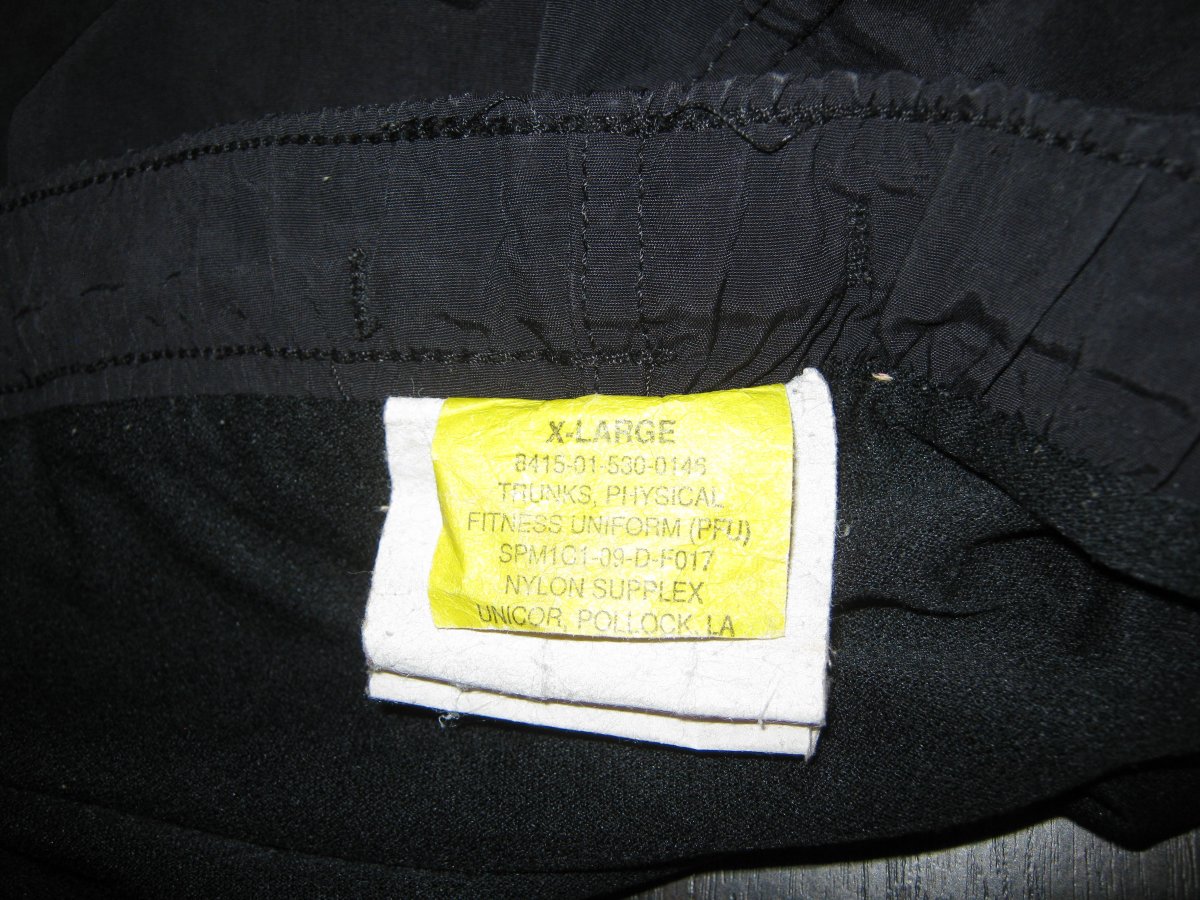 X-LARGE
8415-01-530-0146
TRUNKS, PHYSICAL
FITNESS UNIFORM (PFU)
SPM1C1-09-D-F017
NYLON SUPPLEX
UNICOR, POLLOCK, LA